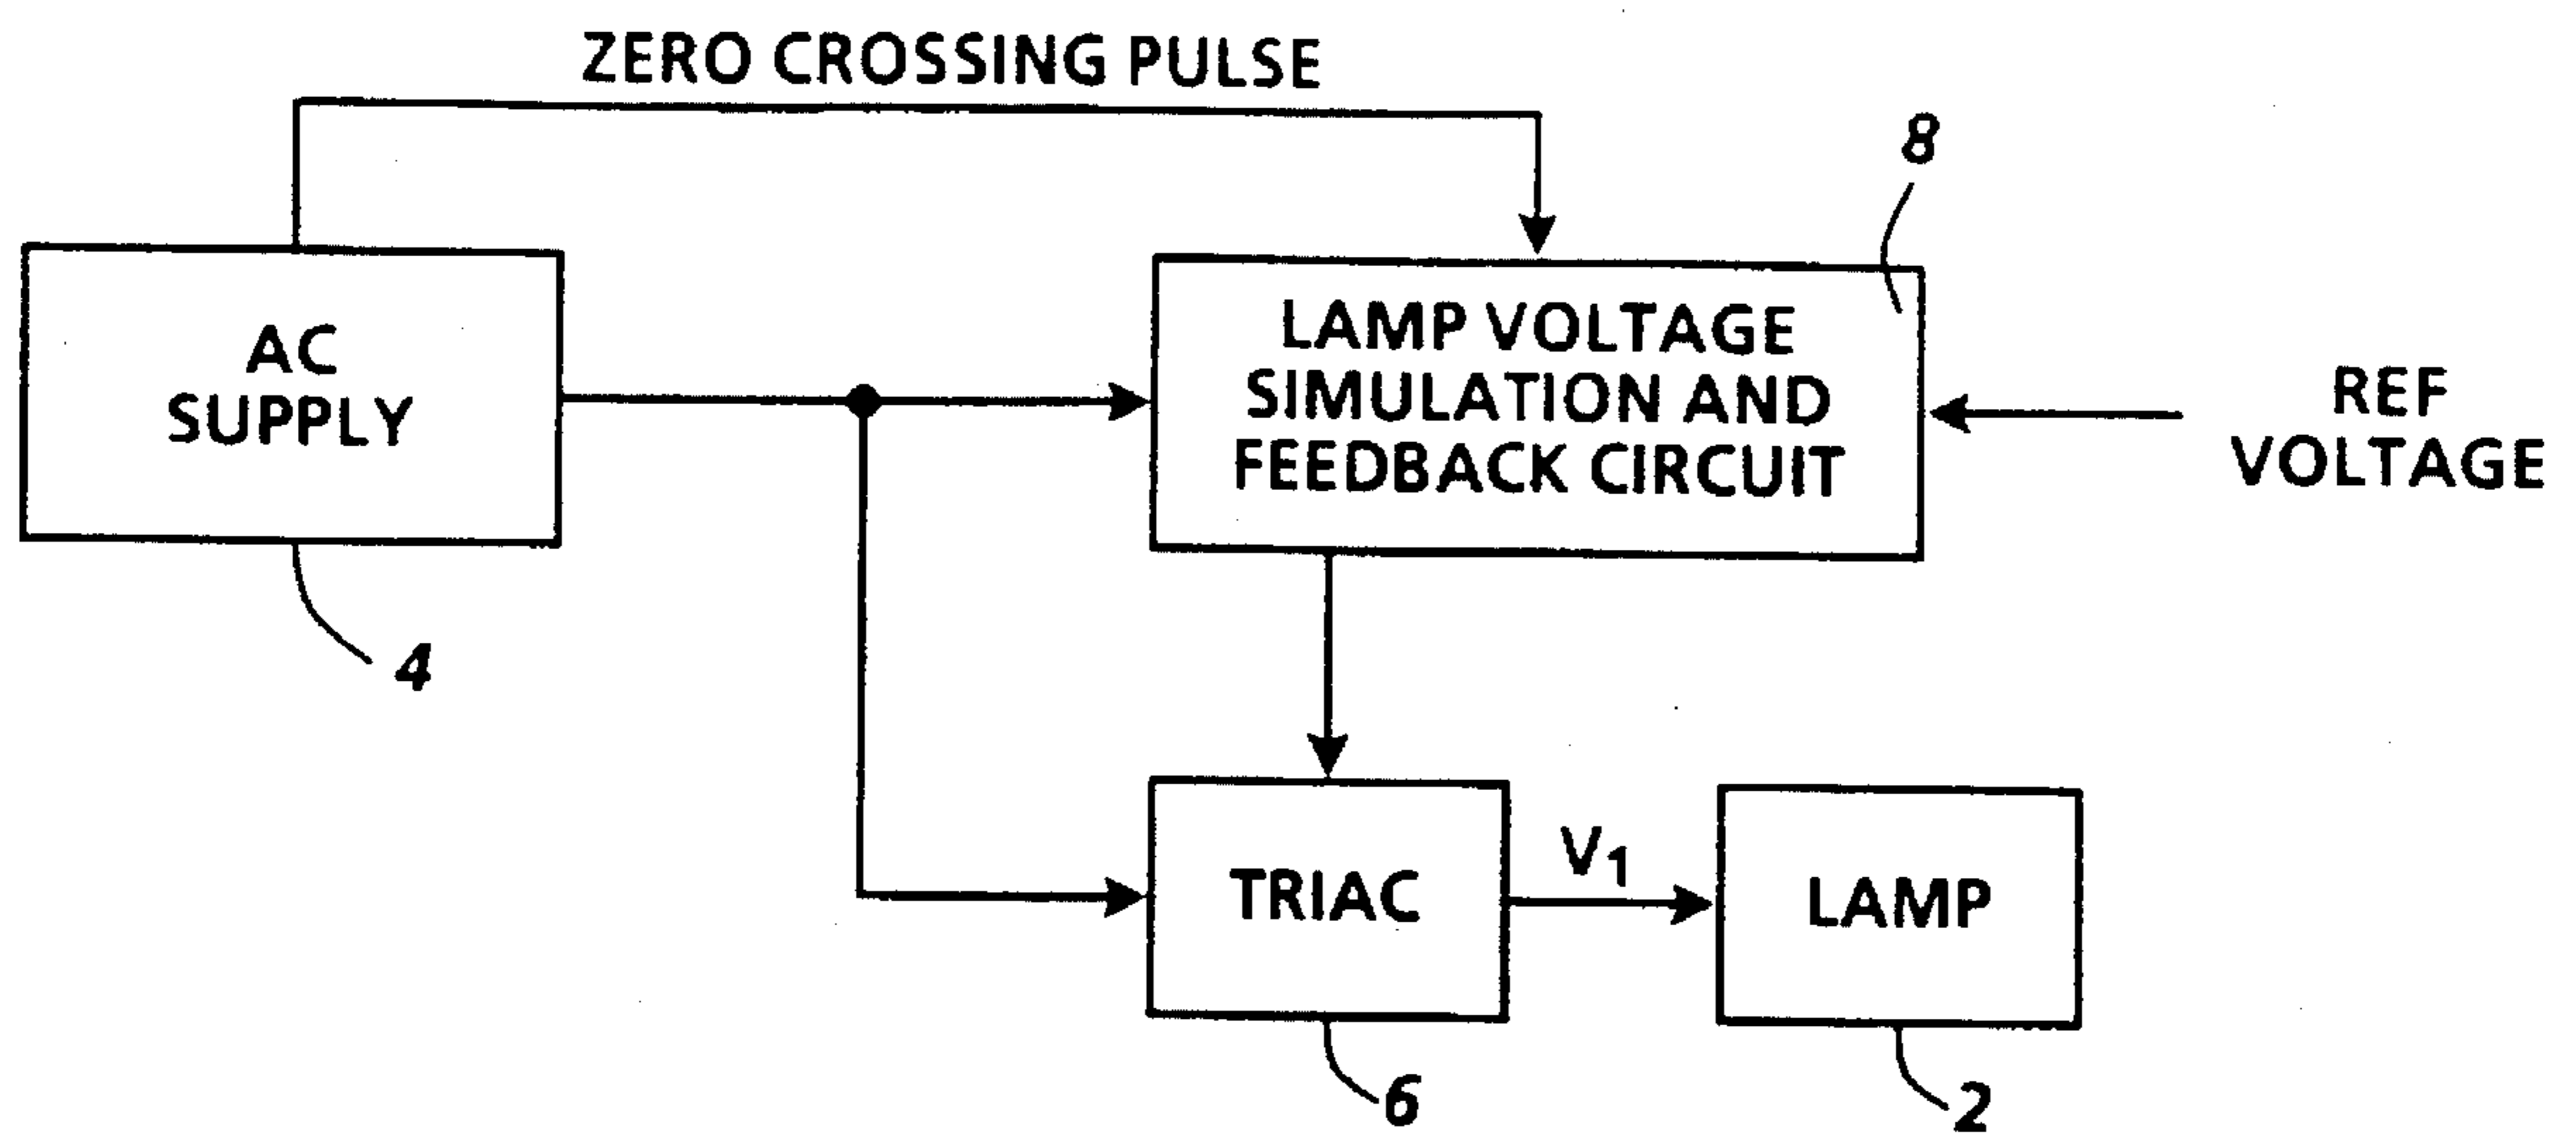 ZERO CROSSING PULSE
8
AC
SUPPLY
LAMP VOLTAGE
SIMULATION AND
FEEDBACK CIRCUIT
REF
VOLTAGE
4
TRIAC
V1
LAMP
6
2